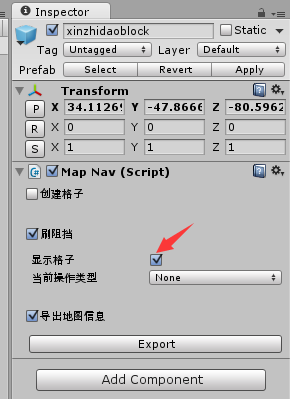 Inspector
xinzhidaoblock
Static
Tag Untagged Layer Default
Prefab Select Revert Apply
Transform
P X 34.1126 Y -47.8666 Z -80.5962
R X 0 Y 0 Z 0
S X 1 Y 1 Z 1
Map Nav (Script)
创建格子
刷阻挡
显示格子
当前操作类型 None
导出地图信息
Export
Add Component